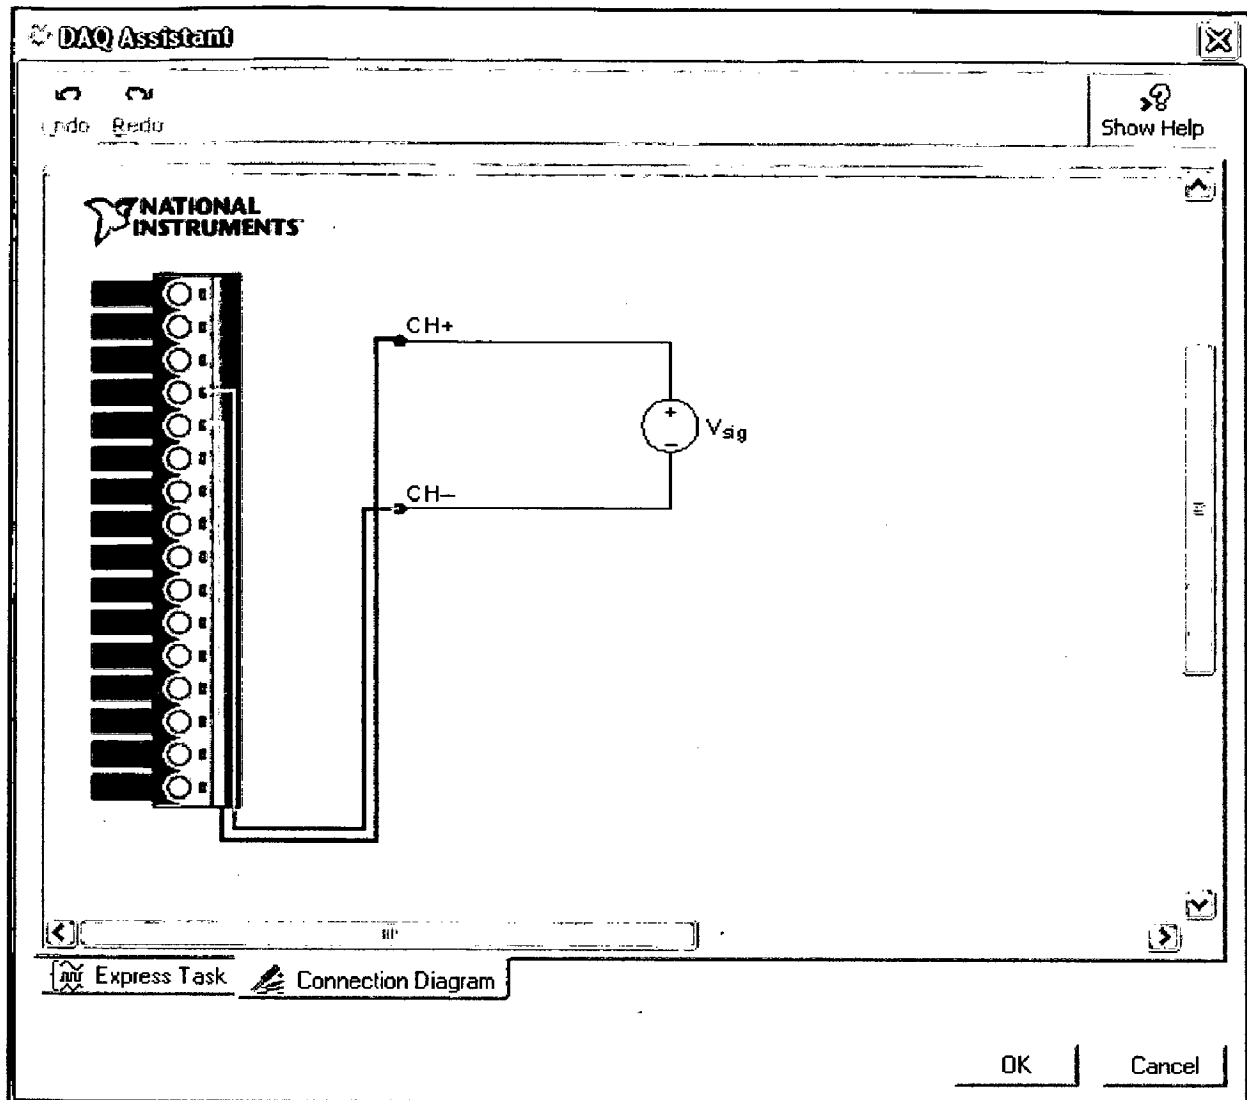 DAQ Assistant
Undo Redo
Show Help
NATIONAL
INSTRUMENTS
CH+
+
Vsig
–
CH–
Express Task
Connection Diagram
OK
Cancel